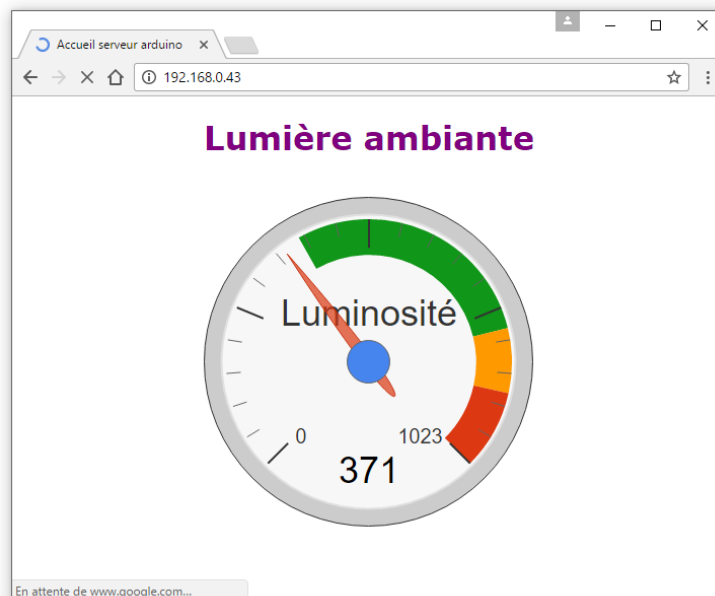 Accueil serveur arduino
192.168.0.43
Lumière ambiante
Luminosité
0
1023
371
En attente de www.google.com...